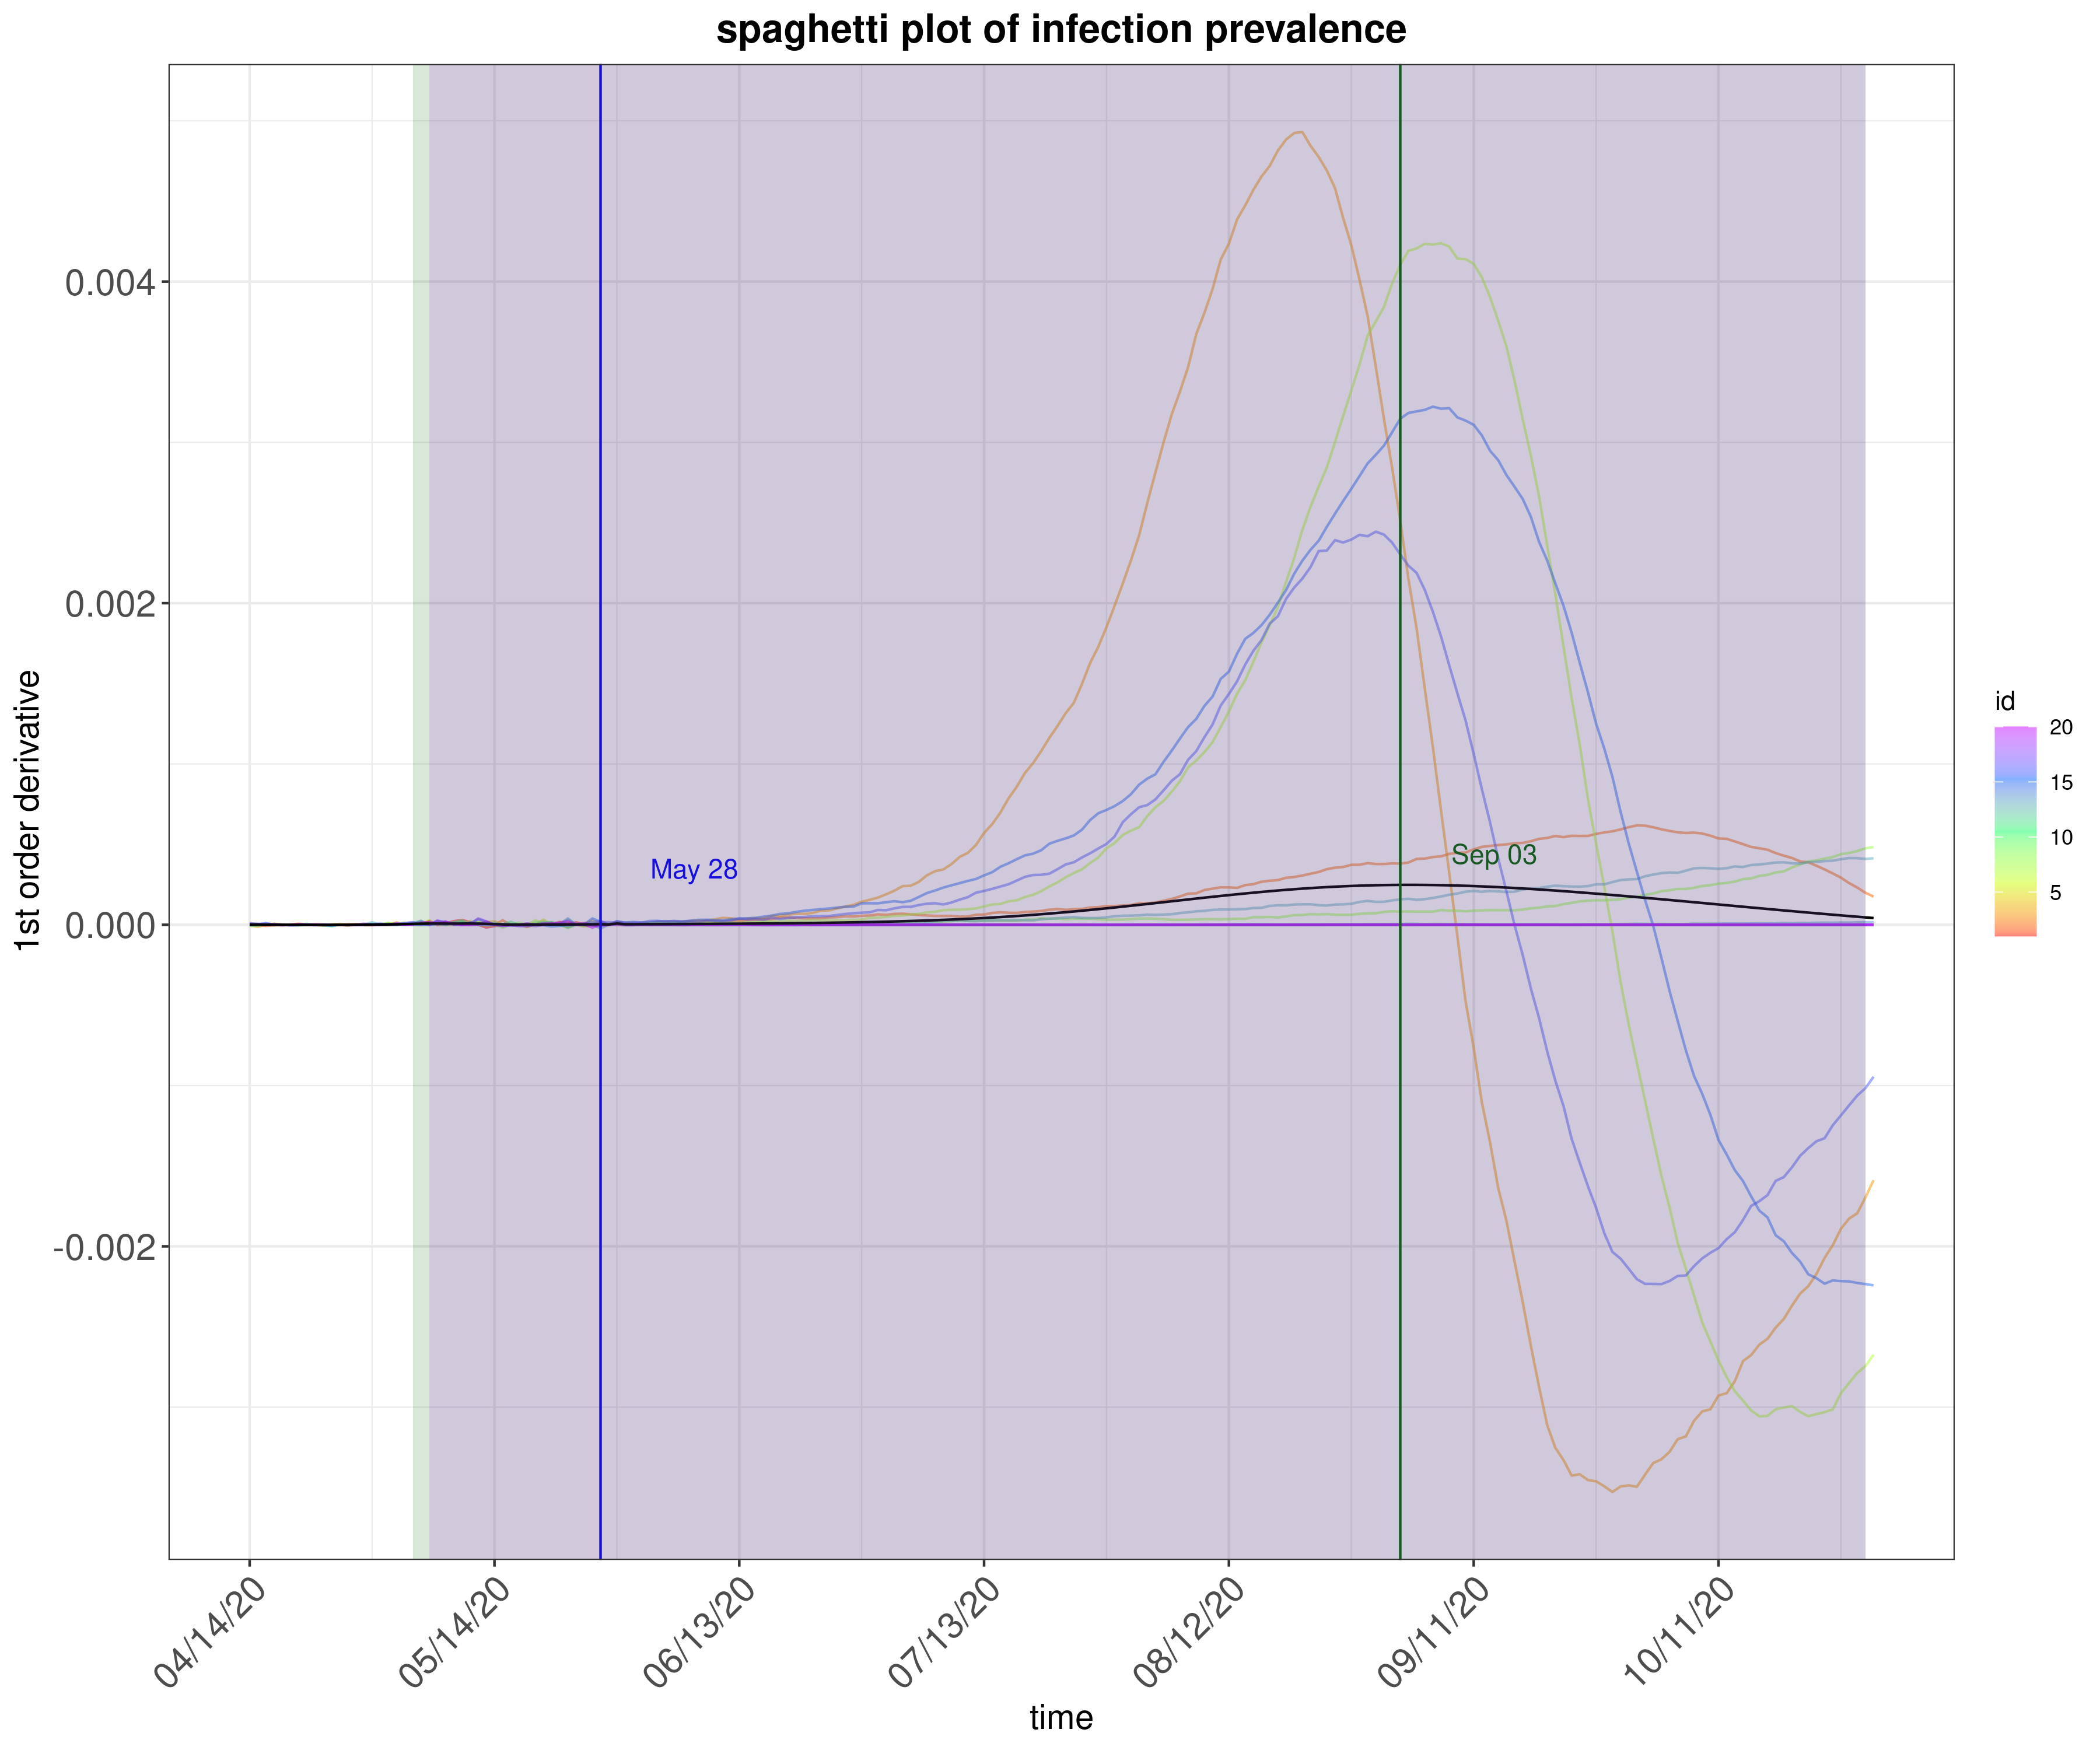 spaghetti plot of infection prevalence
1st order derivative
0.004
0.002
0.000
-0.002
May 28
Sep 03
id
20
15
10
5
04/14/20
05/14/20
06/13/20
07/13/20
08/12/20
09/11/20
10/11/20
time